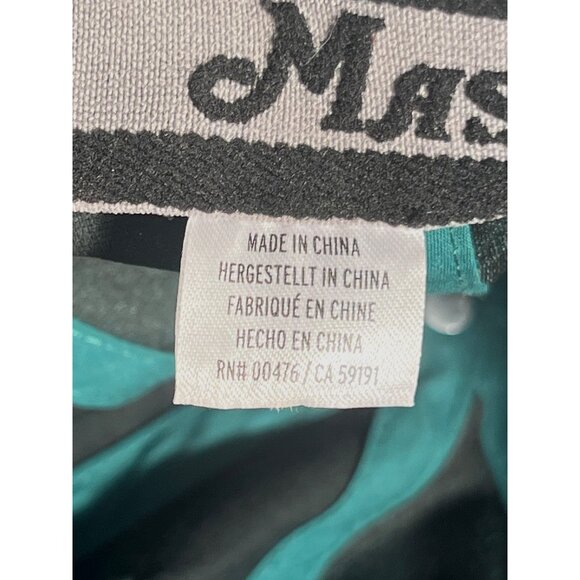 MAS
MADE IN CHINA
HERGESTELLT IN CHINA
FABRIQUÉ EN CHINE
HECHO EN CHINA
RN# 00476 / CA 59191